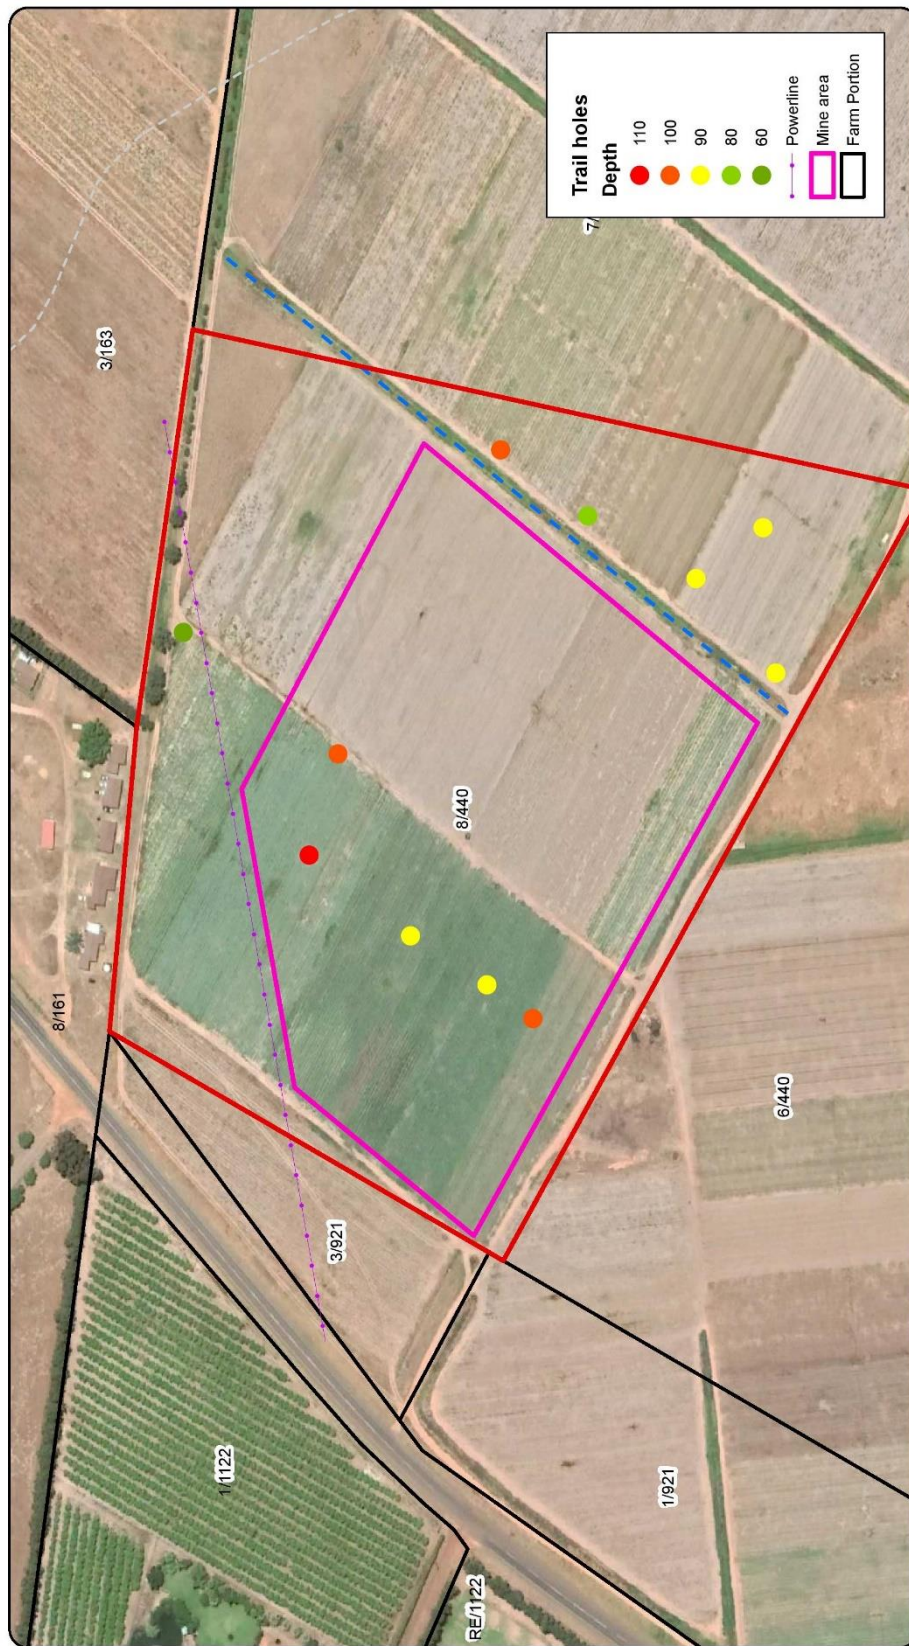 3/163
8/161
8/440
7/
3/921
6/440
1/1122
1/921
RE/1122
Trail holes
Depth
110
100
90
80
60
Powerline
Mine area
Farm Portion